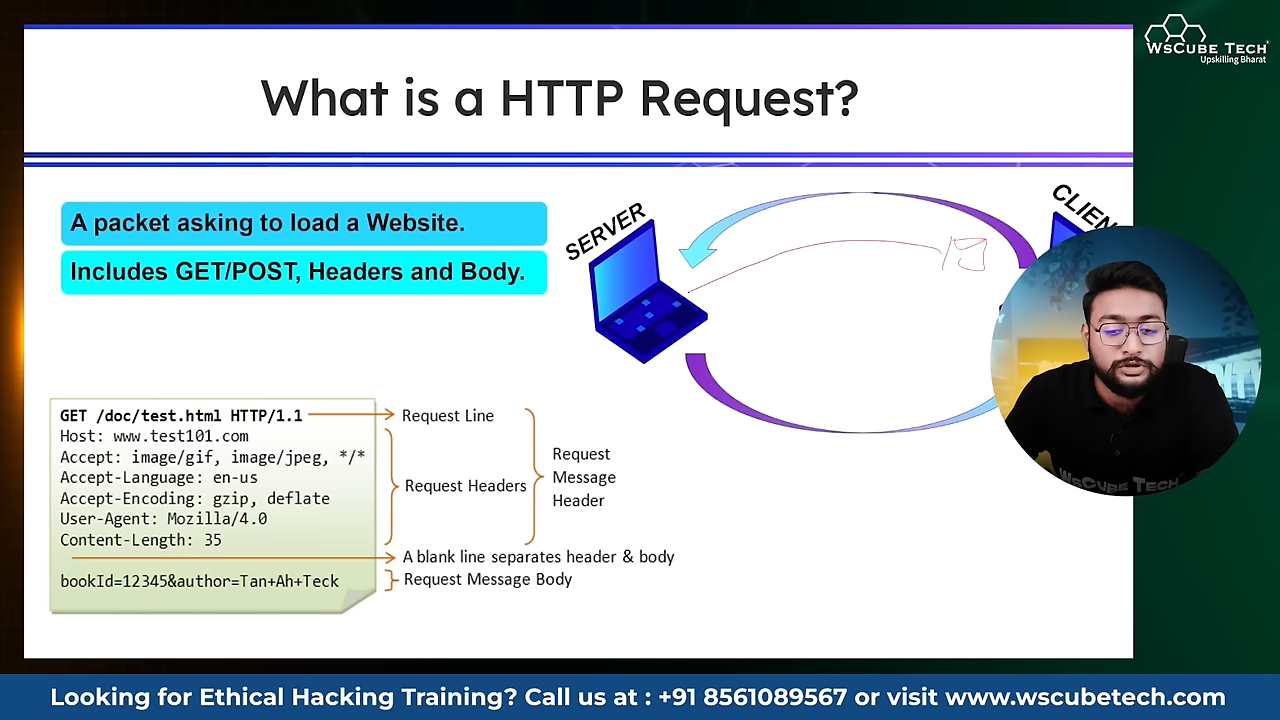 WsCube Tech
Upskilling Bharat
What is a HTTP Request?
A packet asking to load a Website.
Includes GET/POST, Headers and Body.
SERVER
GET /doc/test.html HTTP/1.1
Host: www.test101.com
Accept: image/gif, image/jpeg, */*
Accept-Language: en-us
Accept-Encoding: gzip, deflate
User-Agent: Mozilla/4.0
Content-Length: 35
bookId=12345&author=Tan+Ah+Teck
Request Line
Request Headers
Request
Message
Header
A blank line separates header & body
Request Message Body
WsCube Tech
Looking for Ethical Hacking Training? Call us at : +91 8561089567 or visit www.wscubetech.com